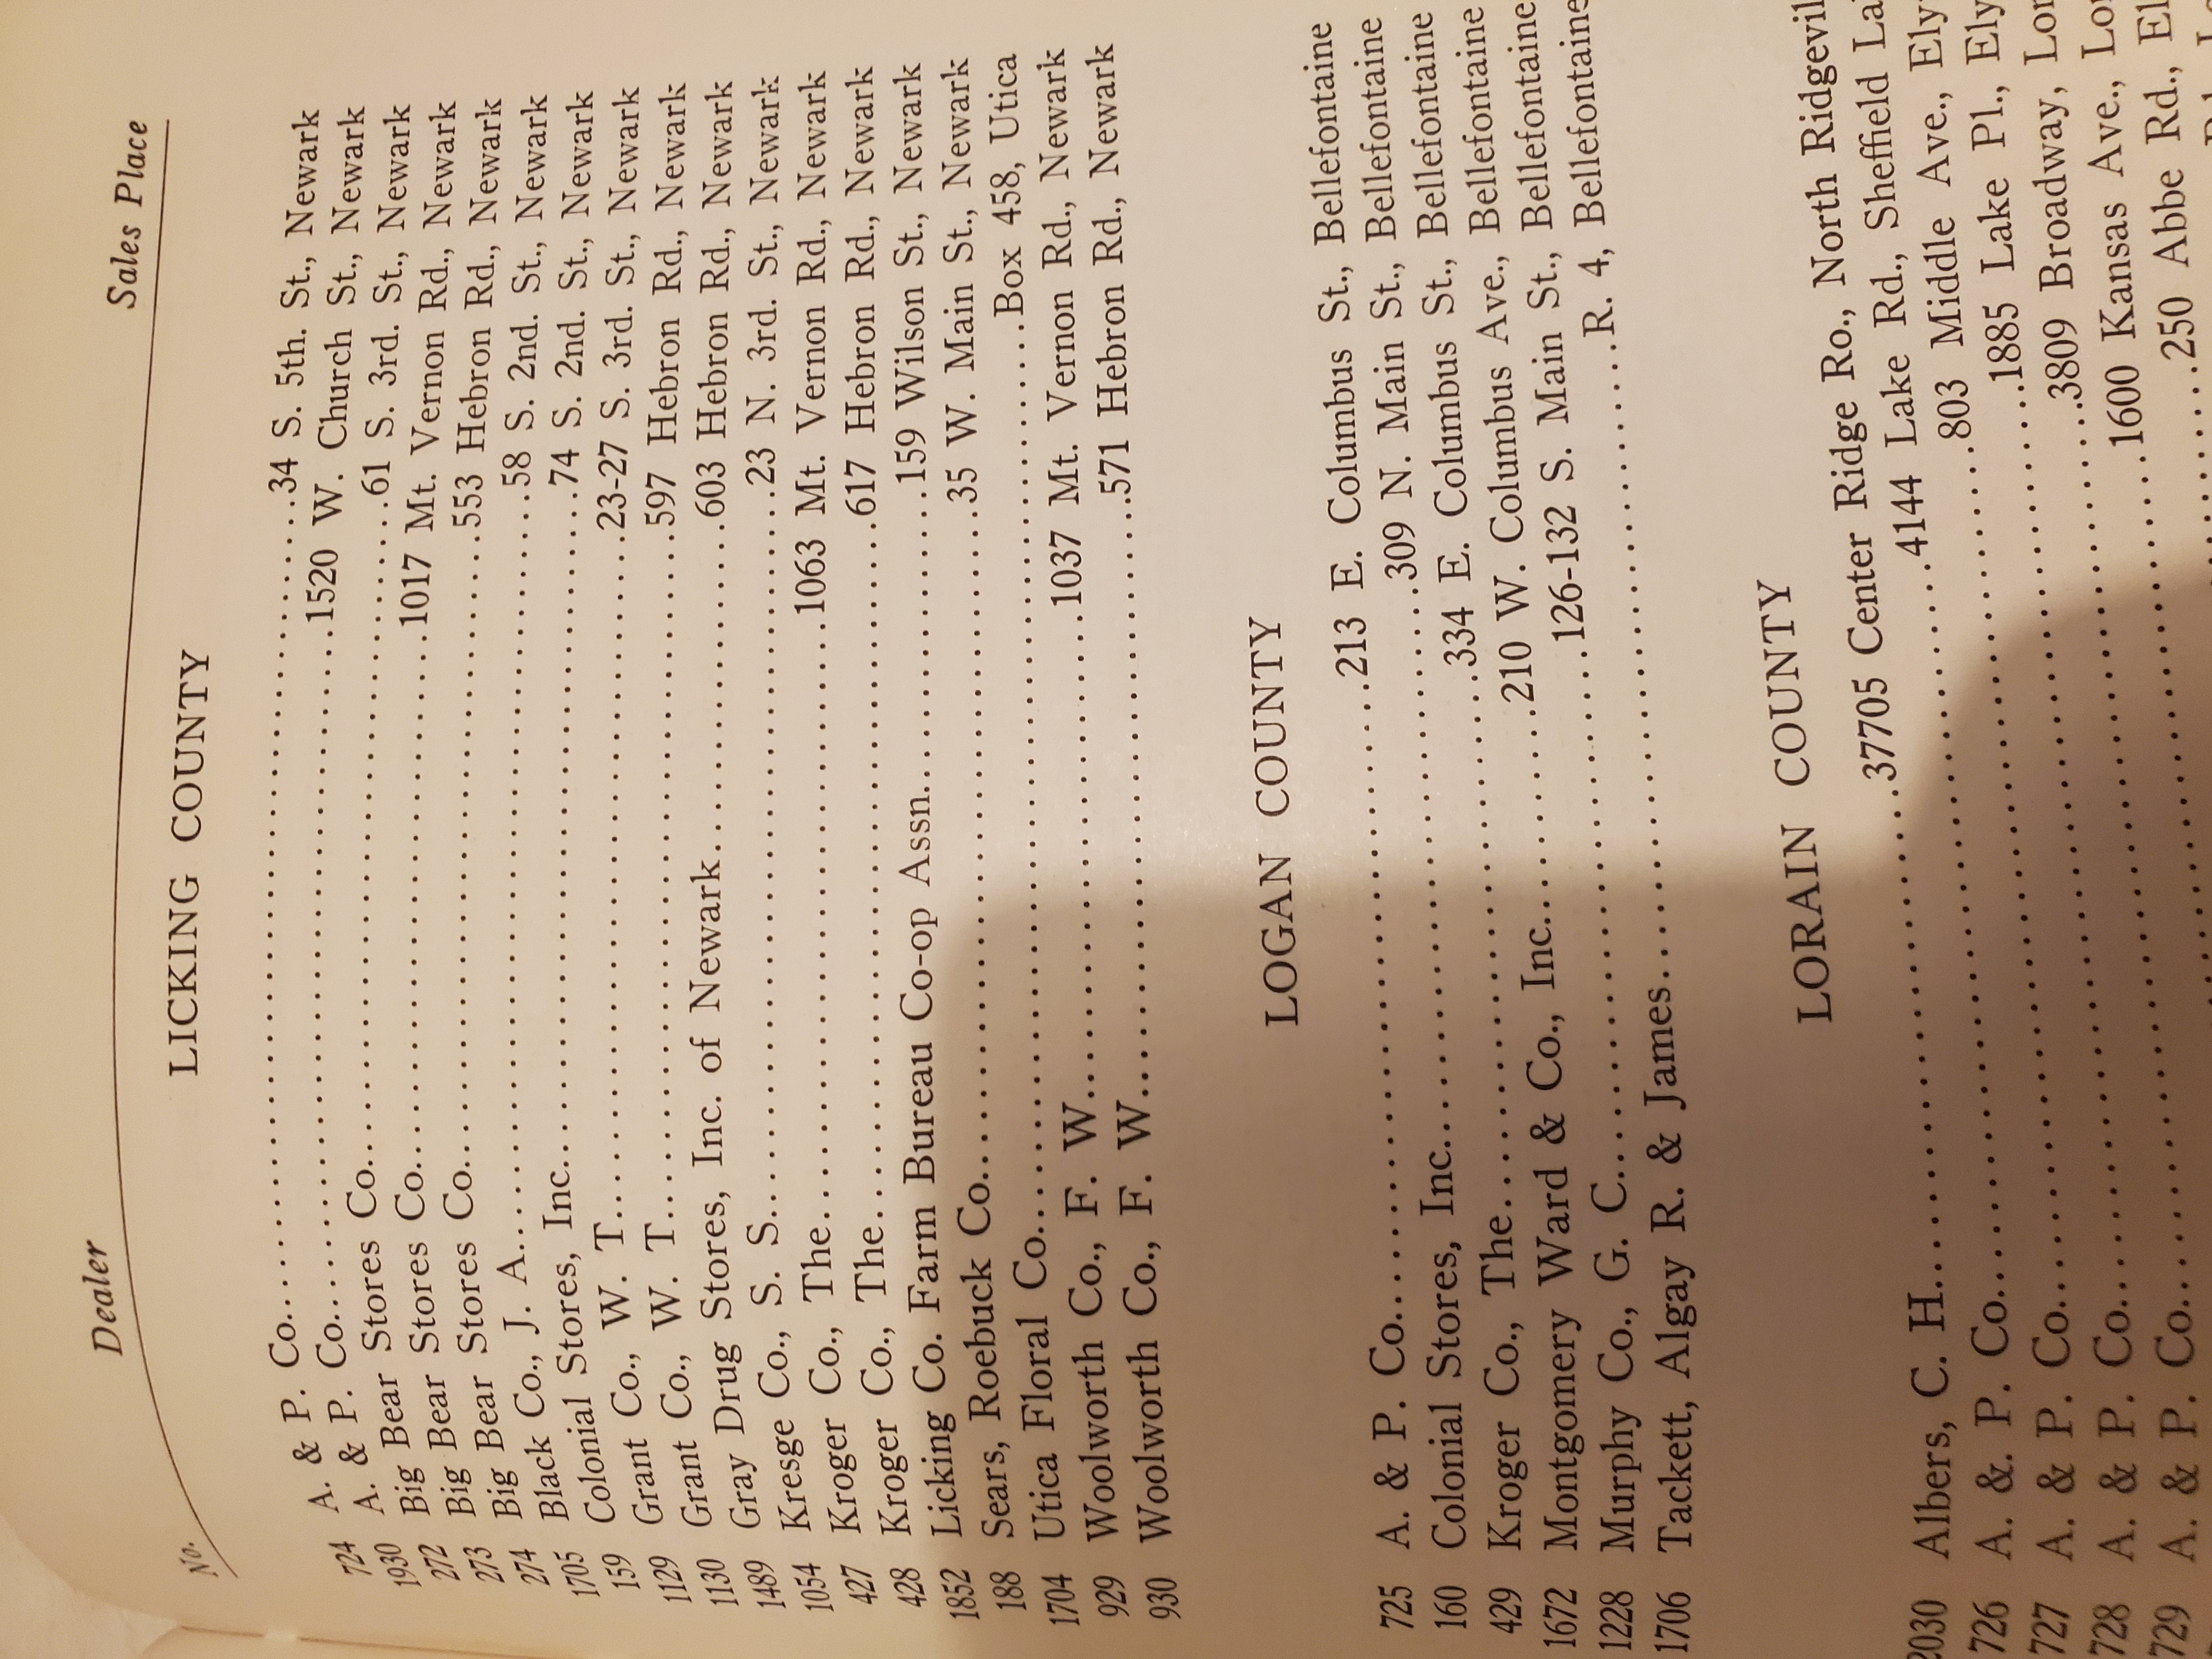 No. Dealer Sales Place
LICKING COUNTY
724 A. & P. Co. 34 S. 5th. St., Newark
1930 A. & P. Co. 1520 W. Church St., Newark
272 Big Bear Stores Co. 61 S. 3rd. St., Newark
273 Big Bear Stores Co. 1017 Mt. Vernon Rd., Newark
274 Big Bear Stores Co. 553 Hebron Rd., Newark
1705 Black Co., J. A. 58 S. 2nd. St., Newark
159 Colonial Stores, Inc. 74 S. 2nd. St., Newark
1129 Grant Co., W. T. 23-27 S. 3rd. St., Newark
1130 Grant Co., W. T. 597 Hebron Rd., Newark
1489 Gray Drug Stores, Inc. of Newark 603 Hebron Rd., Newark
1054 Kresge Co., S. S. 23 N. 3rd. St., Newark
427 Kroger Co., The 1063 Mt. Vernon Rd., Newark
428 Kroger Co., The 617 Hebron Rd., Newark
1852 Licking Co. Farm Bureau Co-op Assn. 159 Wilson St., Newark
188 Sears, Roebuck Co. 35 W. Main St., Newark
1704 Utica Floral Co. Box 458, Utica
929 Woolworth Co., F. W. 1037 Mt. Vernon Rd., Newark
930 Woolworth Co., F. W. 571 Hebron Rd., Newark
LOGAN COUNTY
725 A. & P. Co. 213 E. Columbus St., Bellefontaine
160 Colonial Stores, Inc. 309 N. Main St., Bellefontaine
429 Kroger Co., The 334 E. Columbus St., Bellefontaine
1672 Montgomery Ward & Co., Inc. 210 W. Columbus Ave., Bellefontaine
1228 Murphy Co., G. C. 126-132 S. Main St., Bellefontaine
1706 Tackett, Algay R. & James R. 4, Bellefontaine
LORAIN COUNTY
2030 Albers, C. H. 37705 Center Ridge Ro., North Ridgevil
726 A. &. P. Co. 4144 Lake Rd., Sheffield La
727 A. & P. Co. 803 Middle Ave., Ely
728 A. & P. Co. 1885 Lake Pl., Ely
729 A. & P. Co. 3809 Broadway, Lor
1600 Kansas Ave., Lor
250 Abbe Rd., El